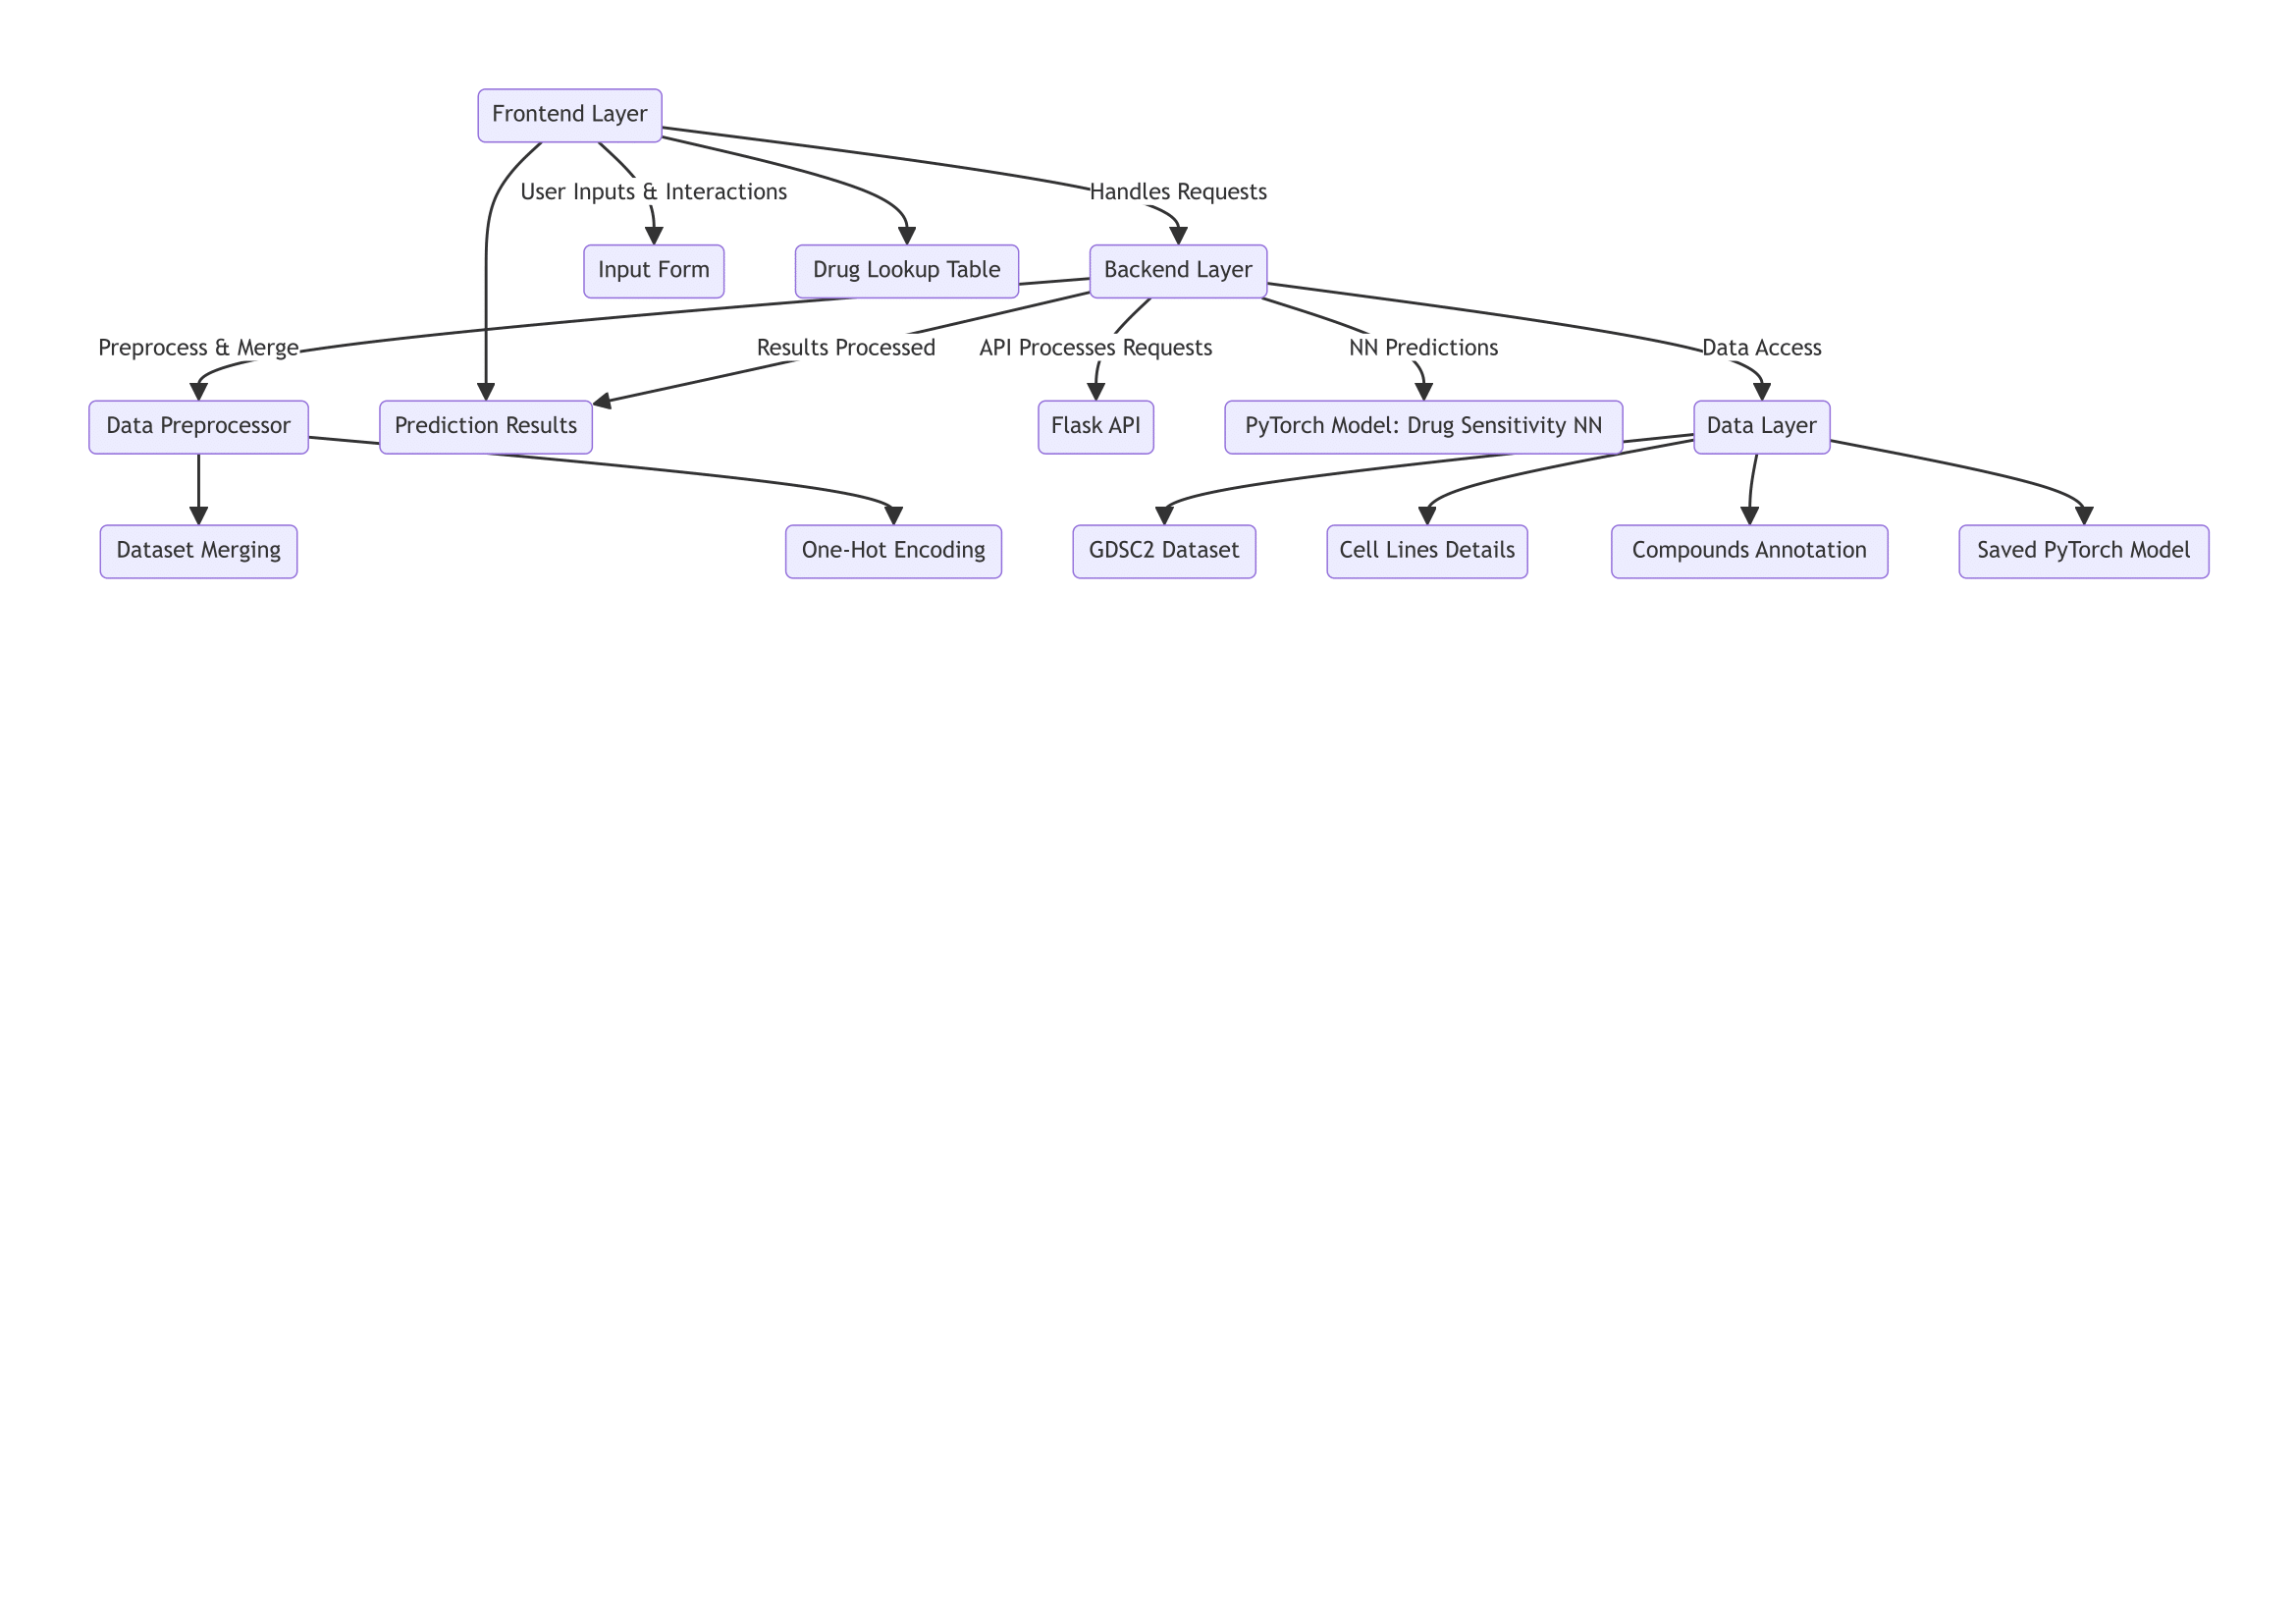 Frontend Layer
User Inputs & Interactions
Handles Requests
Input Form
Drug Lookup Table
Backend Layer
Preprocess & Merge
Results Processed
API Processes Requests
NN Predictions
Data Access
Data Preprocessor
Prediction Results
Flask API
PyTorch Model: Drug Sensitivity NN
Data Layer
Dataset Merging
One-Hot Encoding
GDSC2 Dataset
Cell Lines Details
Compounds Annotation
Saved PyTorch Model